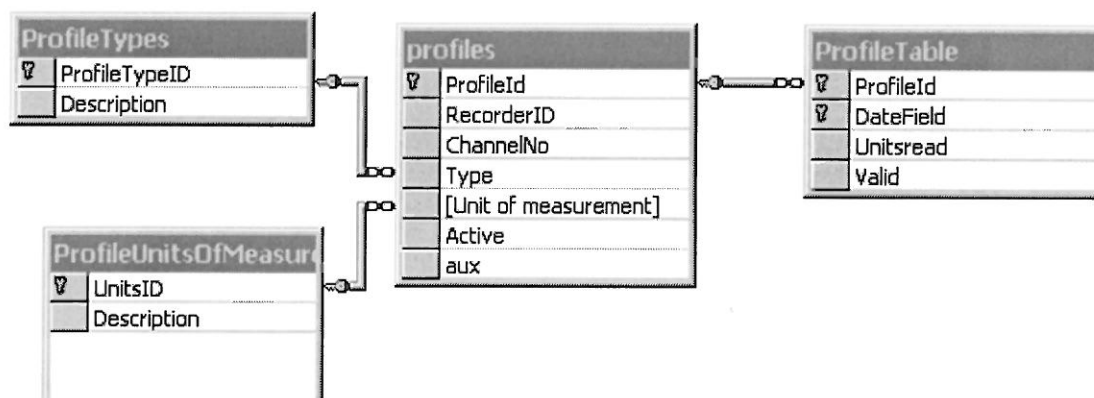 ProfileTypes
ProfileTypeID
Description
profiles
ProfileId
RecorderID
ChannelNo
Type
[Unit of measurement]
Active
aux
ProfileTable
ProfileId
DateField
Unitsread
Valid
ProfileUnitsOfMeasure
UnitsID
Description